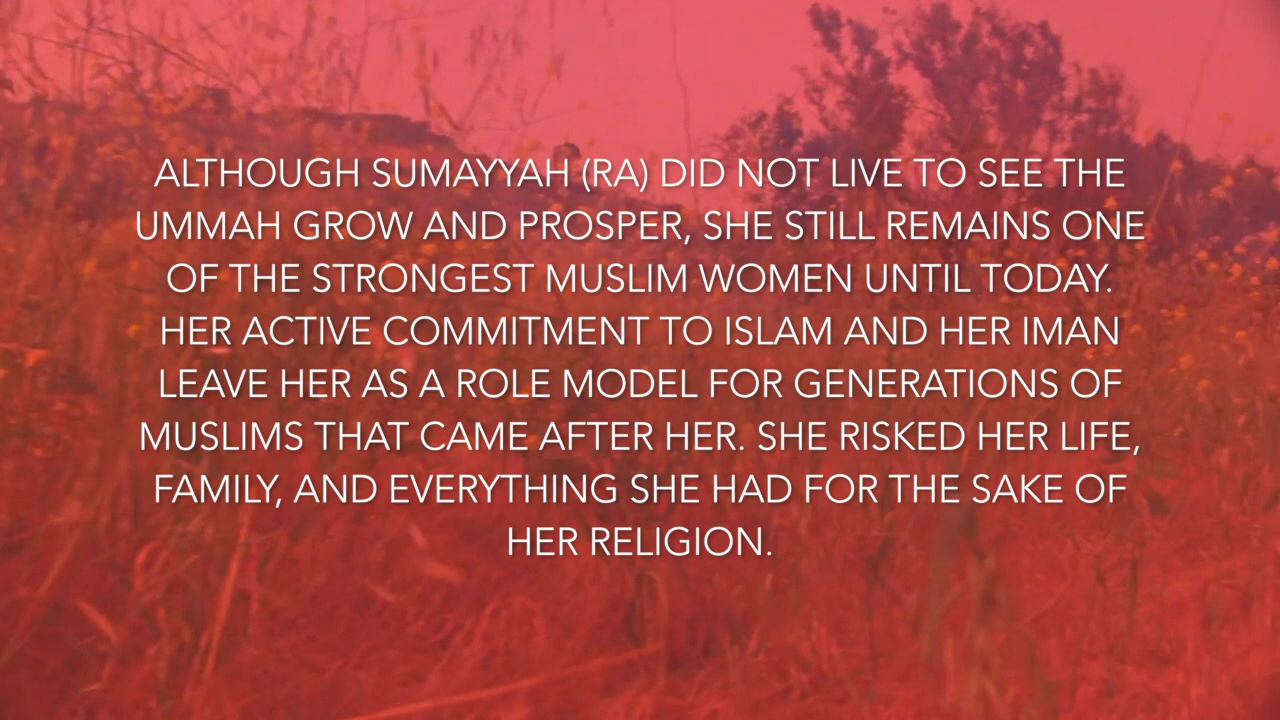 ALTHOUGH SUMAYYAH (RA) DID NOT LIVE TO SEE THE
UMMAH GROW AND PROSPER, SHE STILL REMAINS ONE
OF THE STRONGEST MUSLIM WOMEN UNTIL TODAY.
HER ACTIVE COMMITMENT TO ISLAM AND HER IMAN
LEAVE HER AS A ROLE MODEL FOR GENERATIONS OF
MUSLIMS THAT CAME AFTER HER. SHE RISKED HER LIFE,
FAMILY, AND EVERYTHING SHE HAD FOR THE SAKE OF
HER RELIGION.